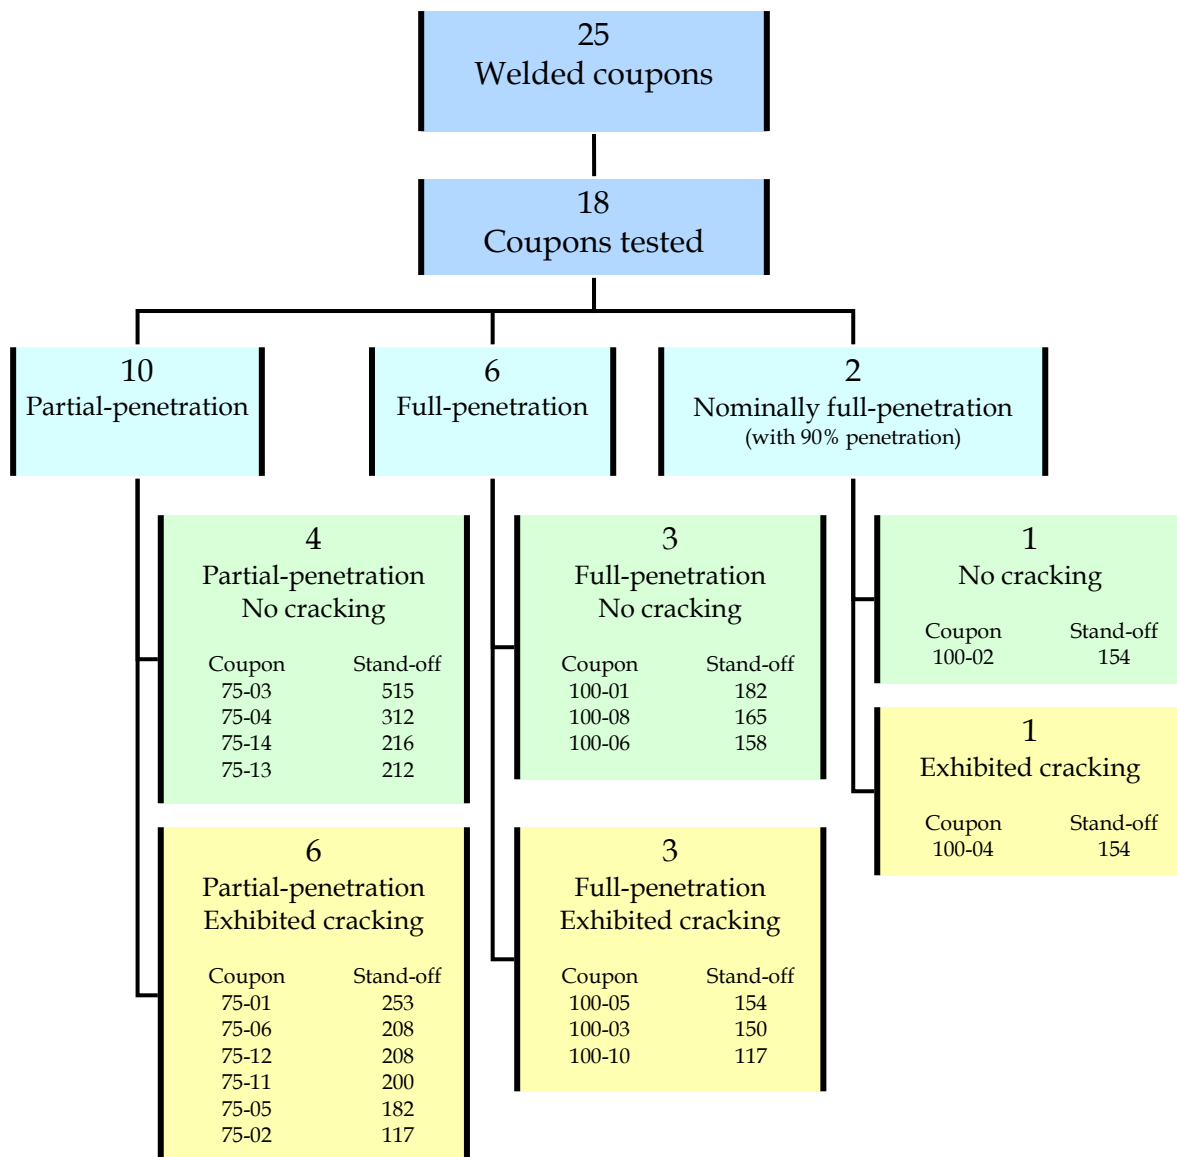 25
Welded coupons
18
Coupons tested
10
Partial-penetration
6
Full-penetration
2
Nominally full-penetration
(with 90% penetration)
4
Partial-penetration
No cracking
Coupon Stand-off
75-03 515
75-04 312
75-14 216
75-13 212
6
Partial-penetration
Exhibited cracking
Coupon Stand-off
75-01 253
75-06 208
75-12 208
75-11 200
75-05 182
75-02 117
3
Full-penetration
No cracking
Coupon Stand-off
100-01 182
100-08 165
100-06 158
3
Full-penetration
Exhibited cracking
Coupon Stand-off
100-05 154
100-03 150
100-10 117
1
No cracking
Coupon Stand-off
100-02 154
1
Exhibited cracking
Coupon Stand-off
100-04 154